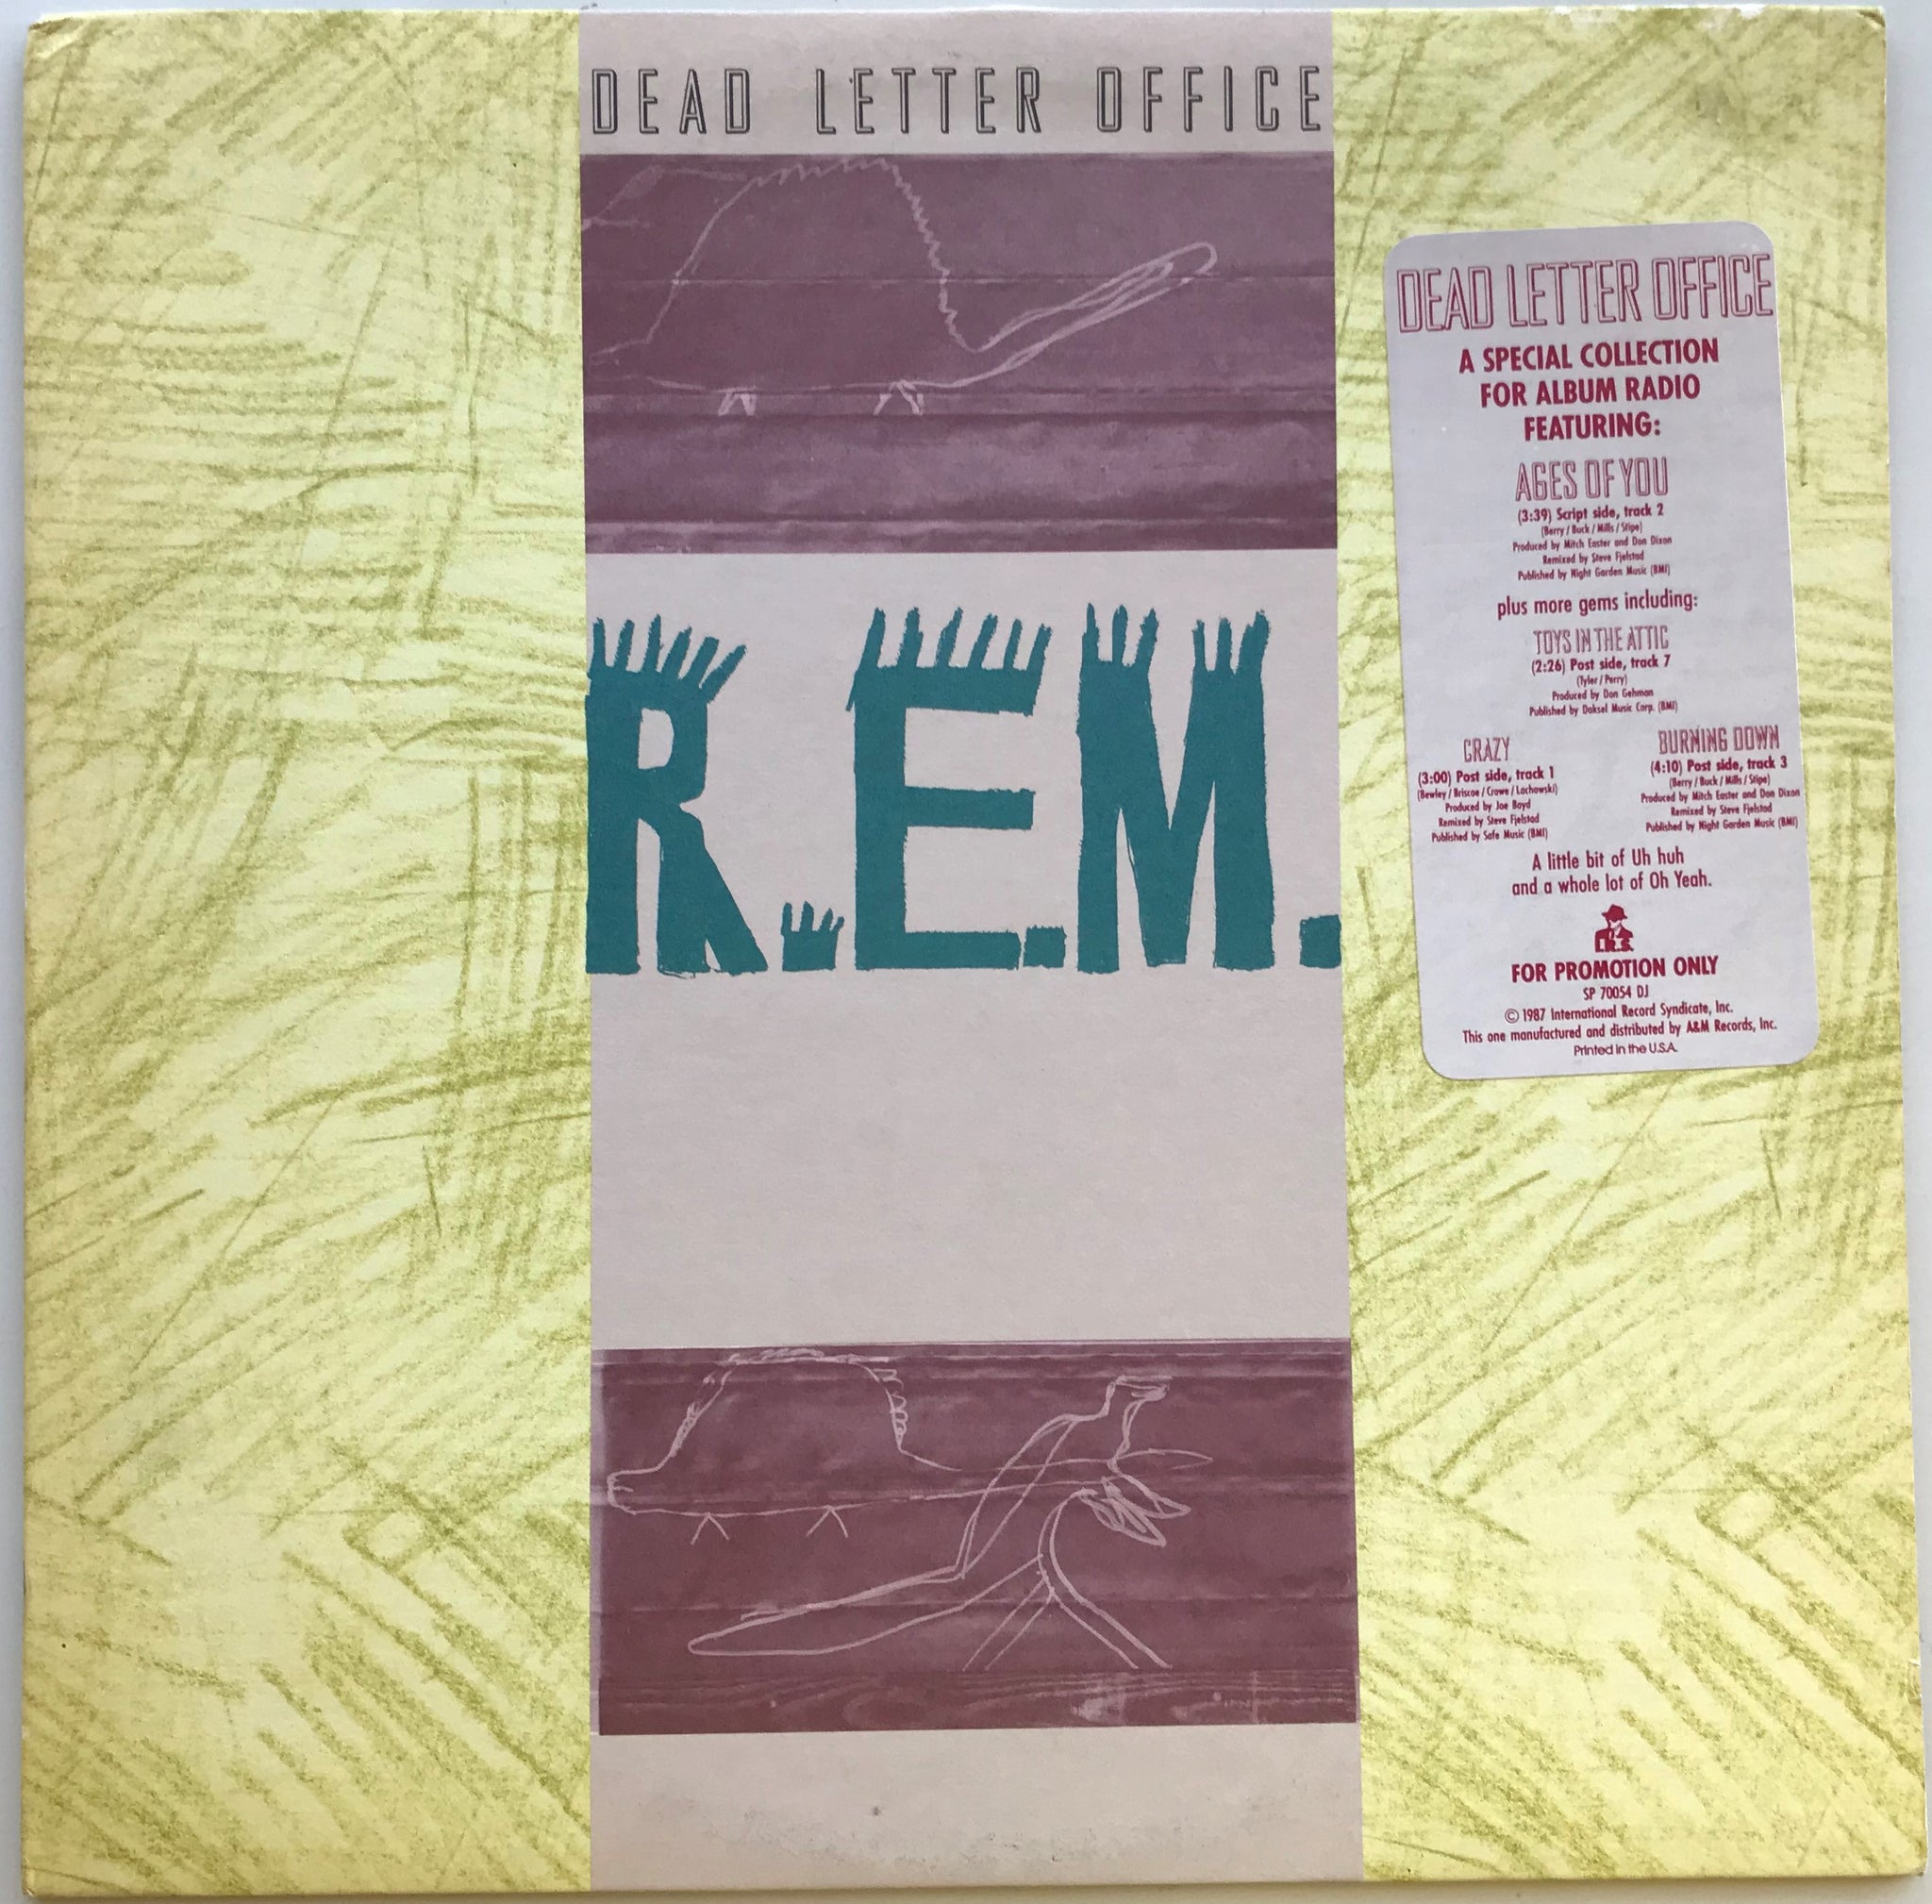 DEAD LETTER OFFICE
R.E.M.
DEAD LETTER OFFICE
A SPECIAL COLLECTION
FOR ALBUM RADIO
FEATURING:
AGES OF YOU
(3:39) Script side, track 2
(Berry / Buck / Mills / Stipe)
Produced by Mitch Easter and Don Dixon
Remixed by Steve Fjelstad
Published by Night Garden Music (BMI)
plus more gems including:
TOYS IN THE ATTIC
(2:26) Post side, track 7
(Tyler / Perry)
Produced by Don Gehman
Published by Daksel Music Corp. (BMI)
CRAZY
(3:00) Post side, track 1
(Bewley / Briscoe / Crowe / Lachowski)
Produced by Joe Boyd
Remixed by Steve Fjelstad
Published by Safe Music (BMI)
BURNING DOWN
(4:10) Post side, track 3
(Berry / Buck / Mills / Stipe)
Produced by Mitch Easter and Don Dixon
Remixed by Steve Fjelstad
Published by Night Garden Music (BMI)
A little bit of Uh huh
and a whole lot of Oh Yeah.
I.R.S.
FOR PROMOTION ONLY
SP 70054 DJ
© 1987 International Record Syndicate, Inc.
This one manufactured and distributed by A&M Records, Inc.
Printed in the U.S.A.